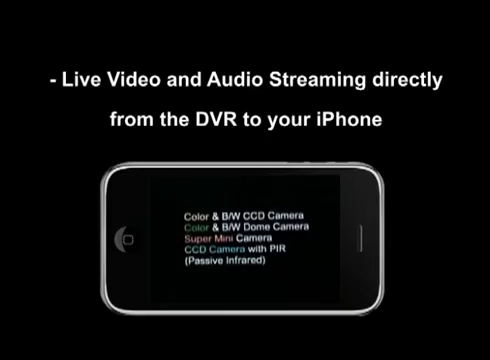 - Live Video and Audio Streaming directly
from the DVR to your iPhone
Color & B/W CCD Camera
Color & B/W Dome Camera
Super Mini Camera
CCD Camera with PIR
(Passive Infrared)